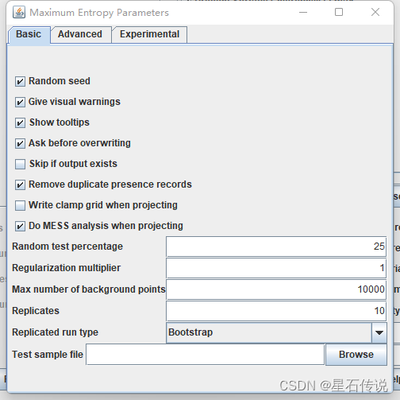 Maximum Entropy Parameters
Basic
Advanced
Experimental
Random seed
Give visual warnings
Show tooltips
Ask before overwriting
Skip if output exists
Remove duplicate presence records
Write clamp grid when projecting
Do MESS analysis when projecting
Random test percentage 25
Regularization multiplier 1
Max number of background points 10000
Replicates 10
Replicated run type Bootstrap
Test sample file Browse
CSDN @星石传说